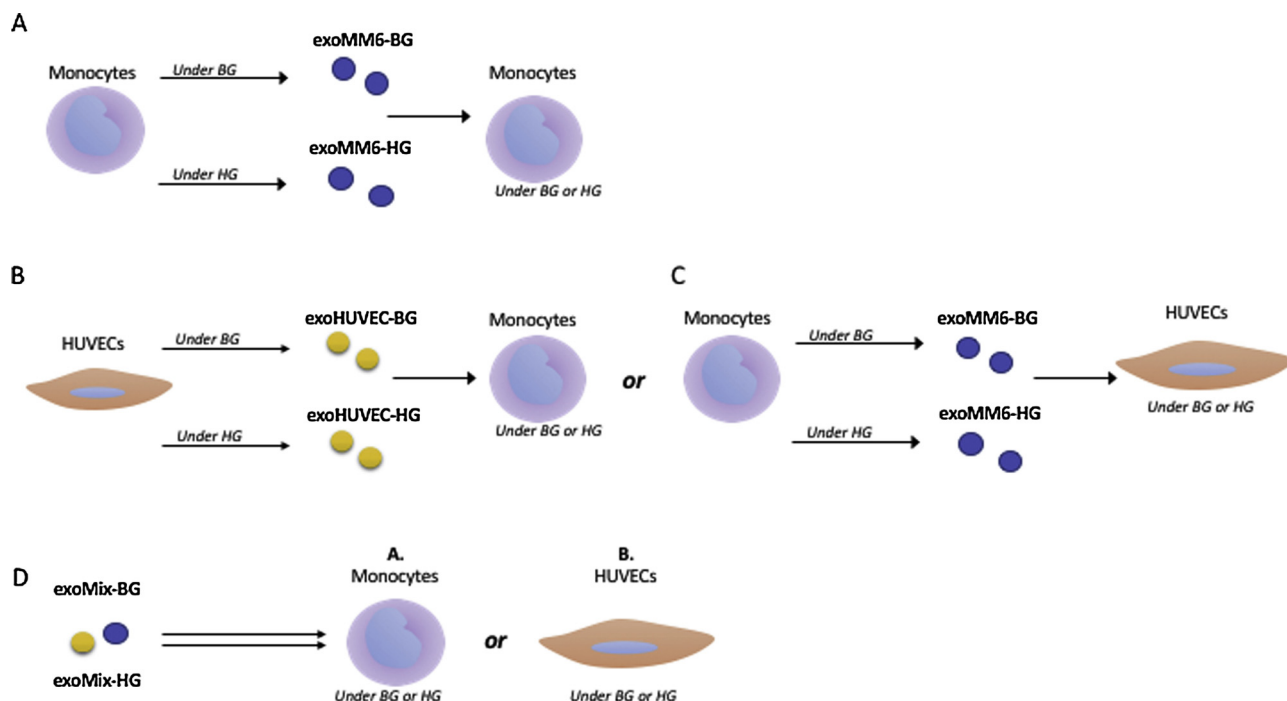 A
Monocytes
Under BG
exoMM6-BG
Monocytes
exoMM6-HG
Under HG
Under BG or HG
B
HUVECs
Under BG
exoHUVEC-BG
Monocytes
exoHUVEC-HG
Under HG
Under BG or HG
or
C
Monocytes
Under BG
exoMM6-BG
HUVECs
exoMM6-HG
Under HG
Under BG or HG
D
exoMix-BG
exoMix-HG
A.
Monocytes
Under BG or HG
or
B.
HUVECs
Under BG or HG